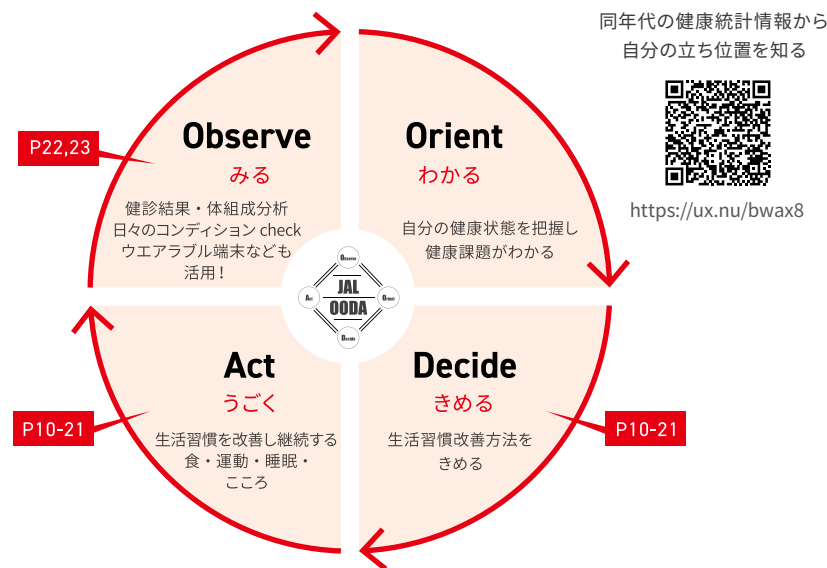 同年代の健康統計情報から
自分の立ち位置を知る
https://ux.nu/bwax8
P22,23
Observe
みる
健診結果・体組成分析
日々のコンディション check
ウエアラブル端末なども
活用!
Orient
わかる
自分の健康状態を把握し
健康課題がわかる
Observe
Act
JAL
OODA
Orient
Decide
Act
うごく
生活習慣を改善し継続する
食・運動・睡眠・
こころ
P10-21
Decide
きめる
生活習慣改善方法を
きめる
P10-21